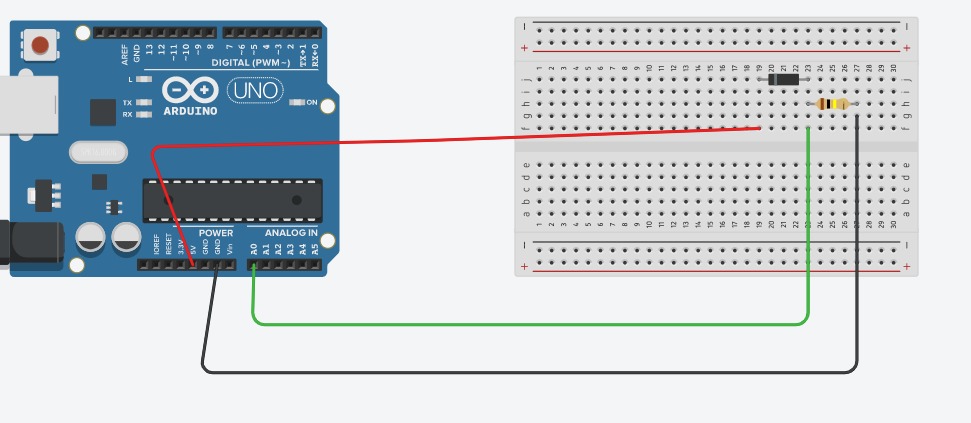 AREF
GND
13
12
~11
~10
~9
8
7
~6
~5
4
~3
2
TX→1
RX←0
DIGITAL (PWM~)
L
TX
RX
ARDUINO
UNO
ON
POWER
ANALOG IN
IOREF
RESET
3.3V
5V
GND
GND
Vin
A0
A1
A2
A3
A4
A5
− −
+ +
1 2 3 4 5 6 7 8 9 10 11 12 13 14 15 16 17 18 19 20 21 22 23 24 25 26 27 28 29 30
j j
i i
h h
g g
f f
e e
d d
c c
b b
a a
1 2 3 4 5 6 7 8 9 10 11 12 13 14 15 16 17 18 19 20 21 22 23 24 25 26 27 28 29 30
− −
+ +